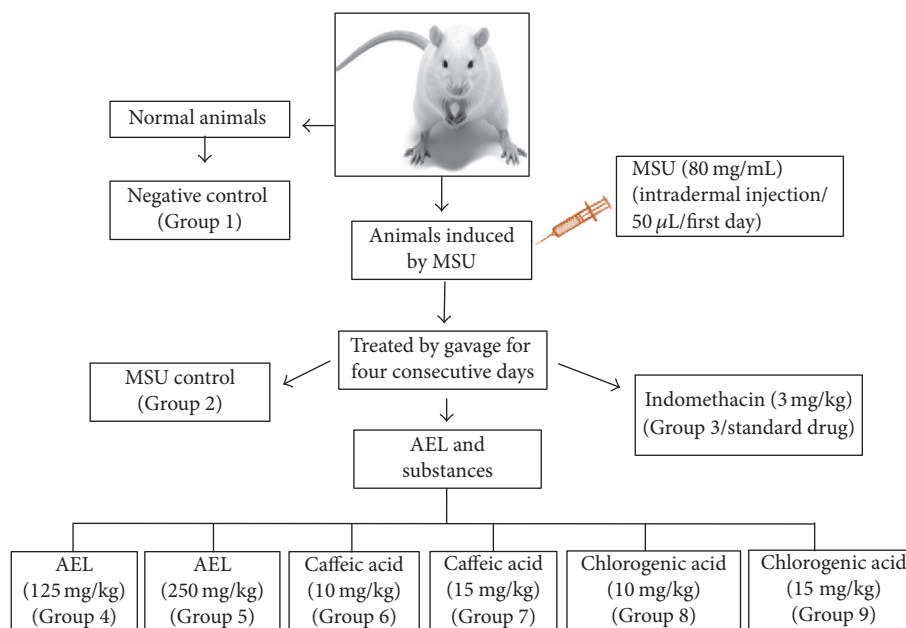 Normal animals
Negative control
(Group 1)
MSU (80 mg/mL)
(intradermal injection/
50 μL/first day)
Animals induced
by MSU
Treated by gavage for
four consecutive days
MSU control
(Group 2)
Indomethacin (3 mg/kg)
(Group 3/standard drug)
AEL and
substances
AEL
(125 mg/kg)
(Group 4)
AEL
(250 mg/kg)
(Group 5)
Caffeic acid
(10 mg/kg)
(Group 6)
Caffeic acid
(15 mg/kg)
(Group 7)
Chlorogenic acid
(10 mg/kg)
(Group 8)
Chlorogenic acid
(15 mg/kg)
(Group 9)